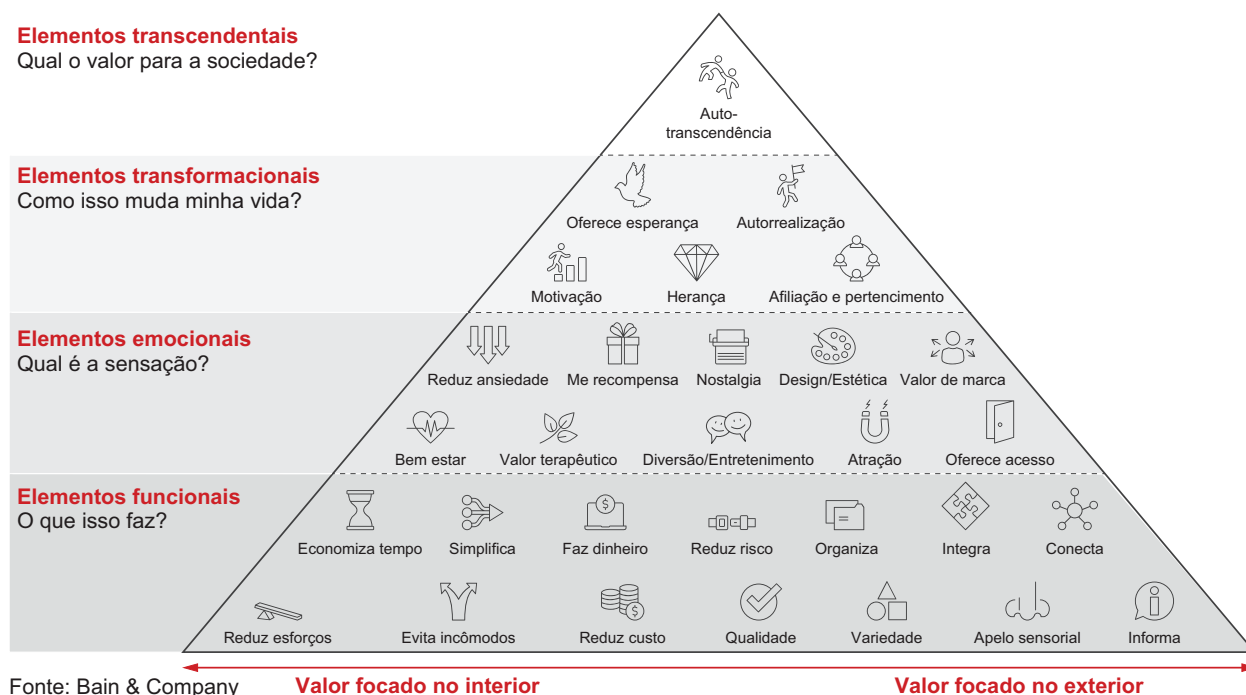 Elementos transcendentais
Qual o valor para a sociedade?
Auto-
transcendência
Elementos transformacionais
Como isso muda minha vida?
Oferece esperança
Autorrealização
Motivação
Herança
Afiliação e pertencimento
Elementos emocionais
Qual é a sensação?
Reduz ansiedade
Me recompensa
Nostalgia
Design/Estética
Valor de marca
Bem estar
Valor terapêutico
Diversão/Entretenimento
Atração
Oferece acesso
Elementos funcionais
O que isso faz?
Economiza tempo
Simplifica
Faz dinheiro
Reduz risco
Organiza
Integra
Conecta
Reduz esforços
Evita incômodos
Reduz custo
Qualidade
Variedade
Apelo sensorial
Informa
Fonte: Bain & Company
Valor focado no interior
Valor focado no exterior